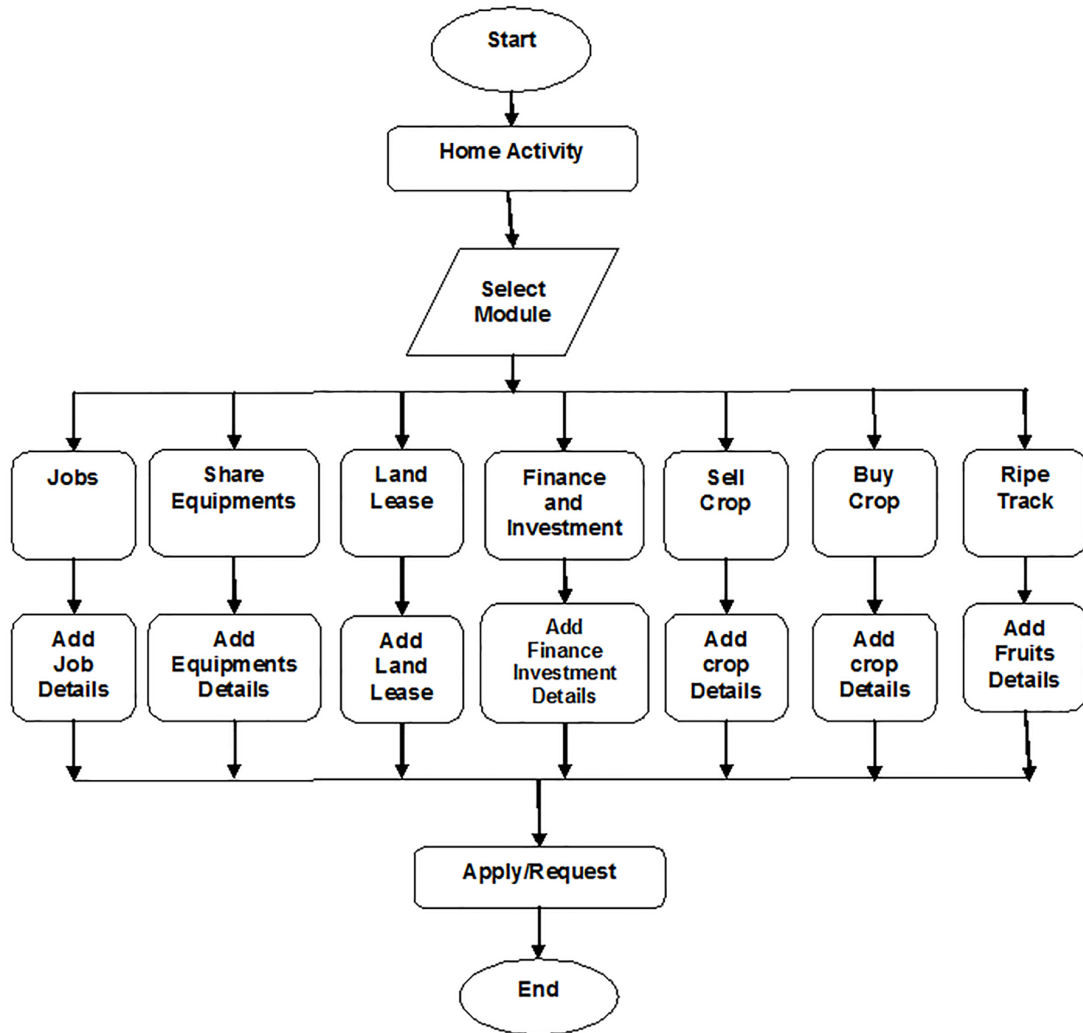 Start
Home Activity
Select
Module
Jobs
Share
Equipments
Land
Lease
Finance
and
Investment
Sell
Crop
Buy
Crop
Ripe
Track
Add
Job
Details
Add
Equipments
Details
Add
Land
Lease
Add
Finance
Investment
Details
Add
crop
Details
Add
crop
Details
Add
Fruits
Details
Apply/Request
End